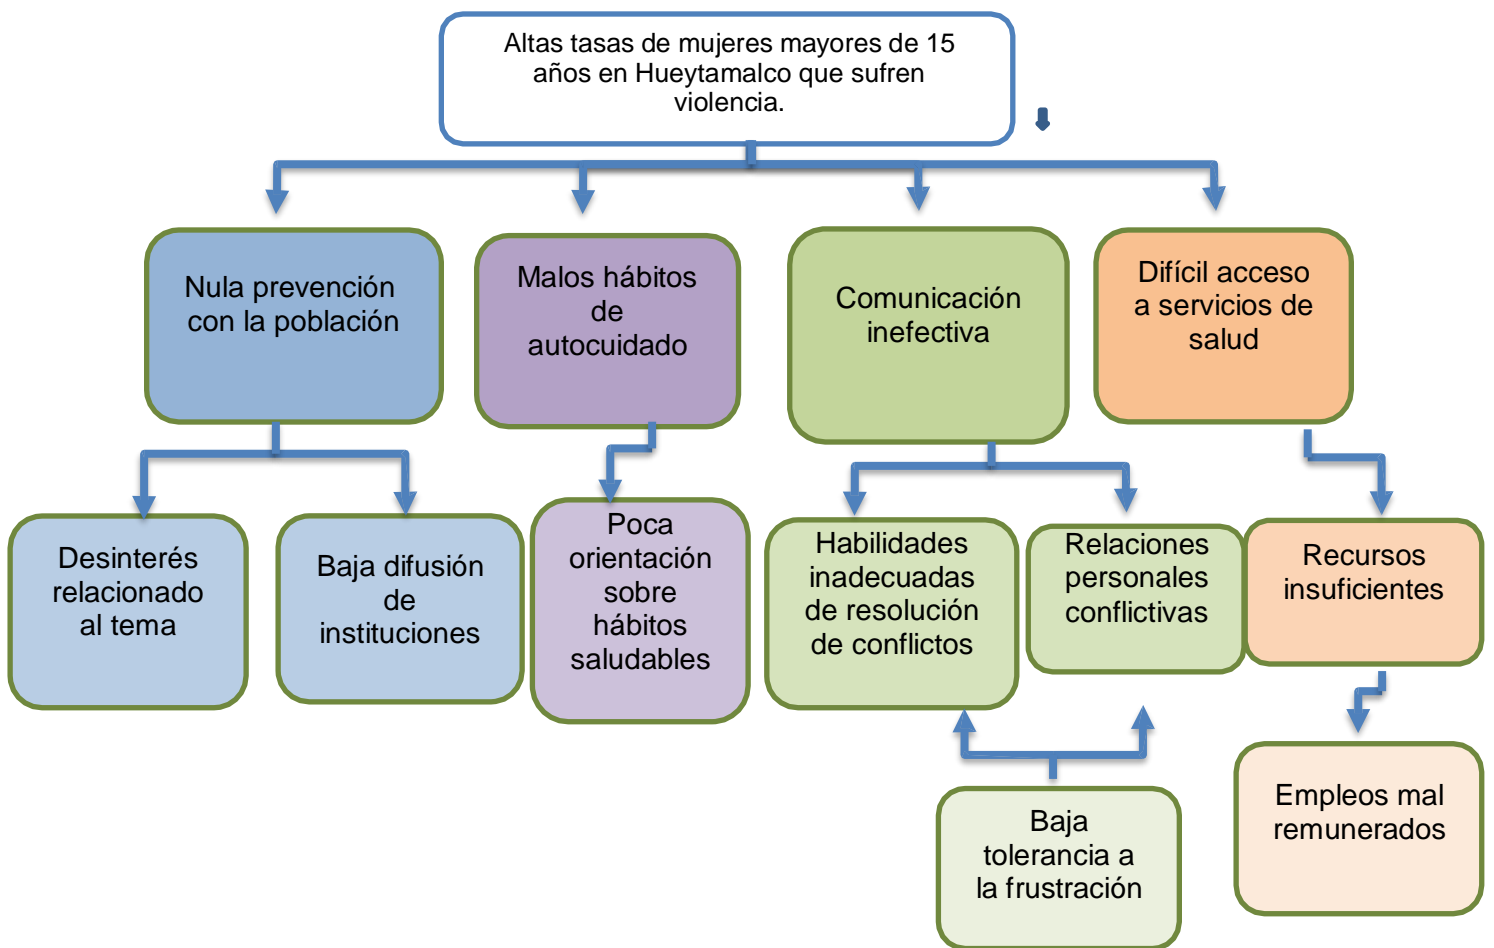 Altas tasas de mujeres mayores de 15
años en Hueytamalco que sufren
violencia.
Nula prevención
con la población
Malos hábitos
de
autocuidado
Comunicación
inefectiva
Difícil acceso
a servicios de
salud
Desinterés
relacionado
al tema
Baja difusión
de
instituciones
Poca
orientación
sobre
hábitos
saludables
Habilidades
inadecuadas
de resolución
de conflictos
Relaciones
personales
conflictivas
Recursos
insuficientes
Baja
tolerancia a
la frustración
Empleos mal
remunerados